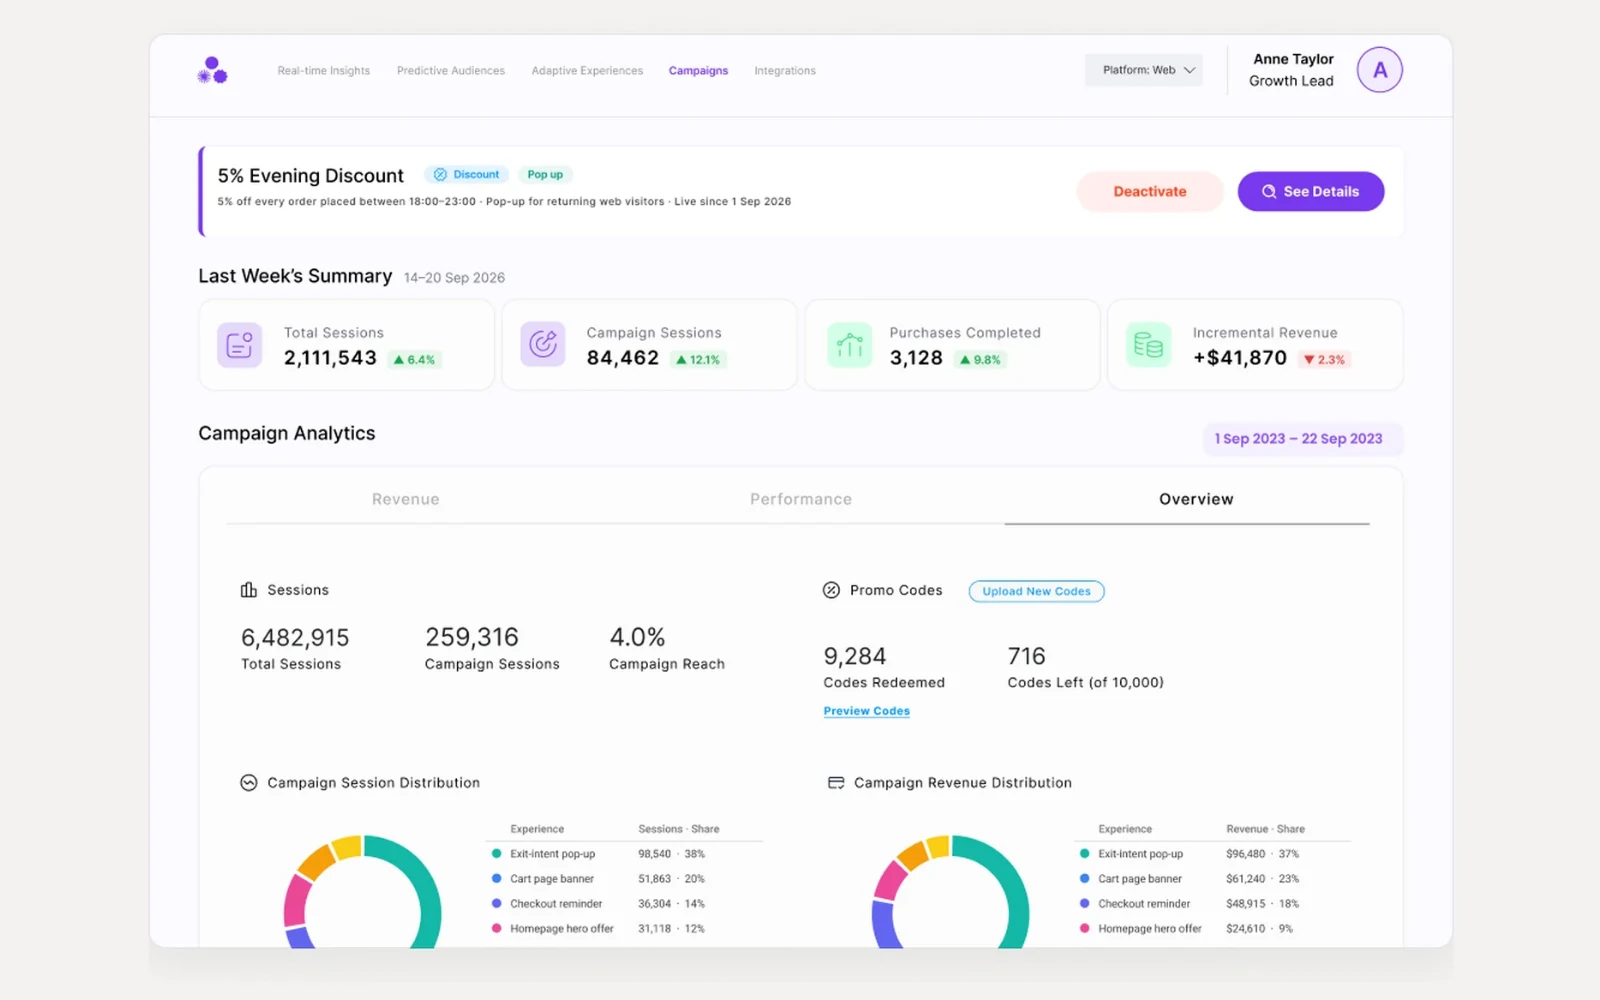 Real-time Insights Predictive Audiences Adaptive Experiences Campaigns Integrations
Platform: Web
Anne Taylor
Growth Lead
A
5% Evening Discount Discount Pop up
5% off every order placed between 18:00–23:00 · Pop-up for returning web visitors · Live since 1 Sep 2026
Deactivate
See Details
Last Week's Summary 14–20 Sep 2026
Total Sessions
2,111,543 ▲ 6.4%
Campaign Sessions
84,462 ▲ 12.1%
Purchases Completed
3,128 ▲ 9.8%
Incremental Revenue
+$41,870 ▼ 2.3%
Campaign Analytics
1 Sep 2023 – 22 Sep 2023
Revenue Performance Overview
Sessions
6,482,915
Total Sessions
259,316
Campaign Sessions
4.0%
Campaign Reach
Promo Codes
Upload New Codes
9,284
Codes Redeemed
716
Codes Left (of 10,000)
Preview Codes
Campaign Session Distribution
Experience Sessions · Share
Exit-intent pop-up 98,540 · 38%
Cart page banner 51,863 · 20%
Checkout reminder 36,304 · 14%
Homepage hero offer 31,118 · 12%
Campaign Revenue Distribution
Experience Revenue · Share
Exit-intent pop-up $96,480 · 37%
Cart page banner $61,240 · 23%
Checkout reminder $48,915 · 18%
Homepage hero offer $24,610 · 9%